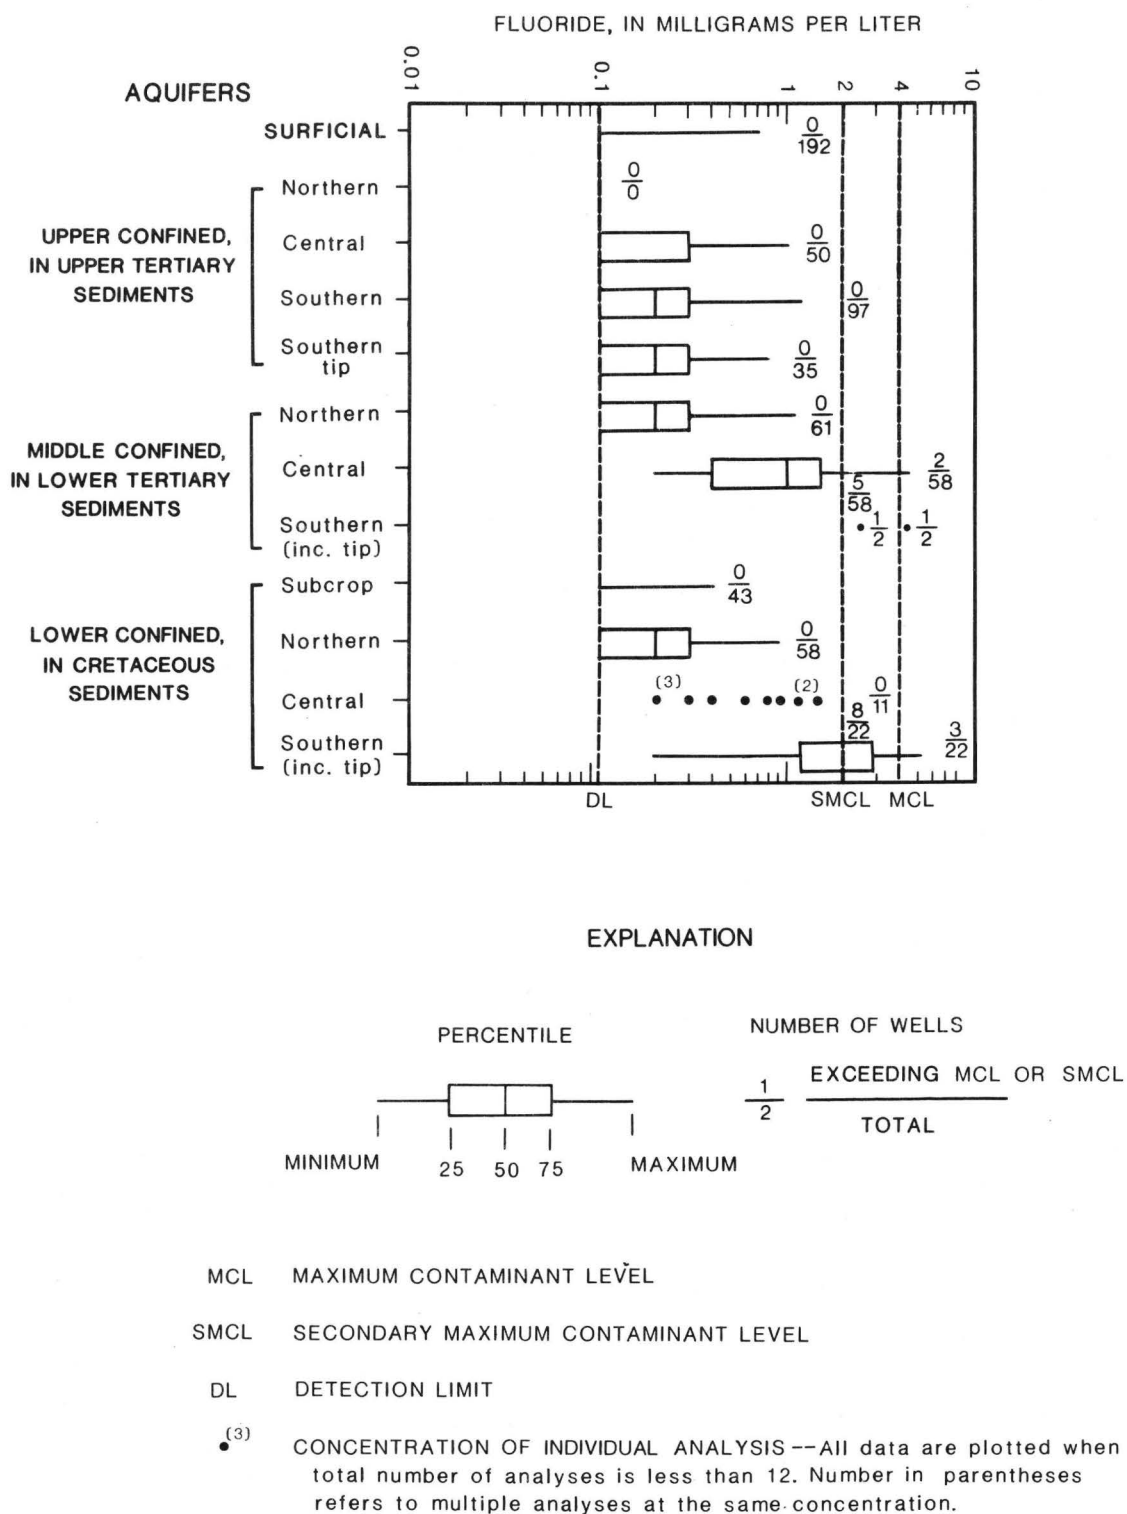 FLUORIDE, IN MILLIGRAMS PER LITER
0.01 0.1 1 2 4 10
AQUIFERS
SURFICIAL
0/192
UPPER CONFINED,
IN UPPER TERTIARY
SEDIMENTS
Northern
0/0
Central
0/50
Southern
0/97
Southern
tip
0/35
MIDDLE CONFINED,
IN LOWER TERTIARY
SEDIMENTS
Northern
0/61
Central
5/58 2/58
Southern
(inc. tip)
1/2 1/2
LOWER CONFINED,
IN CRETACEOUS
SEDIMENTS
Subcrop
0/43
Northern
0/58
Central
(3) (2) 0/11
Southern
(inc. tip)
8/22 3/22
DL SMCL MCL
EXPLANATION
PERCENTILE
MINIMUM 25 50 75 MAXIMUM
NUMBER OF WELLS
1/2 EXCEEDING MCL OR SMCL
TOTAL
MCL MAXIMUM CONTAMINANT LEVEL
SMCL SECONDARY MAXIMUM CONTAMINANT LEVEL
DL DETECTION LIMIT
•(3) CONCENTRATION OF INDIVIDUAL ANALYSIS--All data are plotted when
total number of analyses is less than 12. Number in parentheses
refers to multiple analyses at the same concentration.